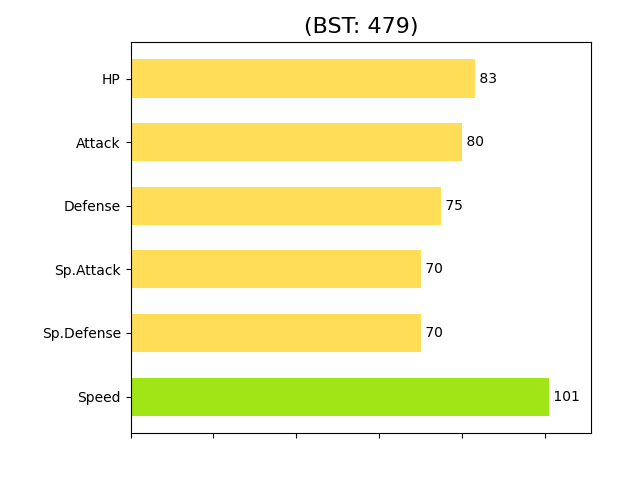 (BST: 479)
HP 83
Attack 80
Defense 75
Sp.Attack 70
Sp.Defense 70
Speed 101